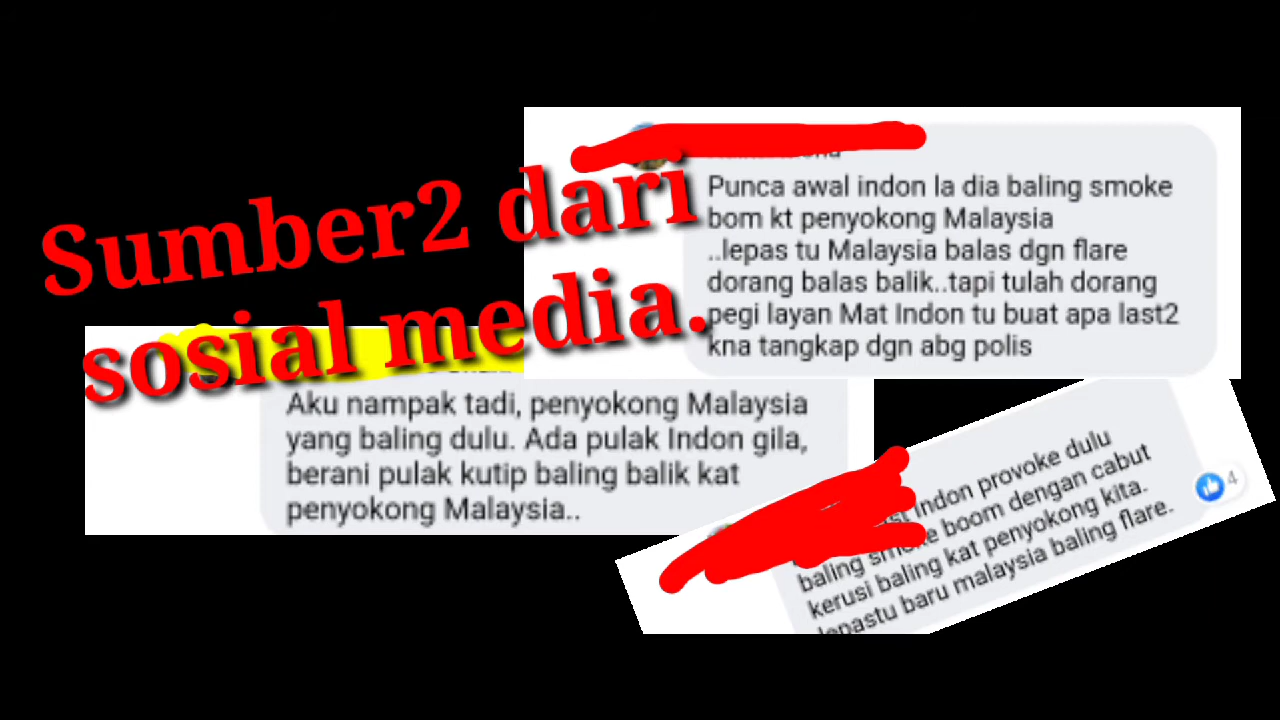 Sumber2 dari
sosial media.
Punca awal indon la dia baling smoke
bom kt penyokong Malaysia
..lepas tu Malaysia balas dgn flare
dorang balas balik..tapi tulah dorang
pegi layan Mat Indon tu buat apa last2
kna tangkap dgn abg polis
Aku nampak tadi, penyokong Malaysia
yang baling dulu. Ada pulak Indon gila,
berani pulak kutip baling balik kat
penyokong Malaysia..
Indon provoke dulu
baling smoke boom dengan cabut
kerusi baling kat penyokong kita.
lepastu baru malaysia baling flare.
4